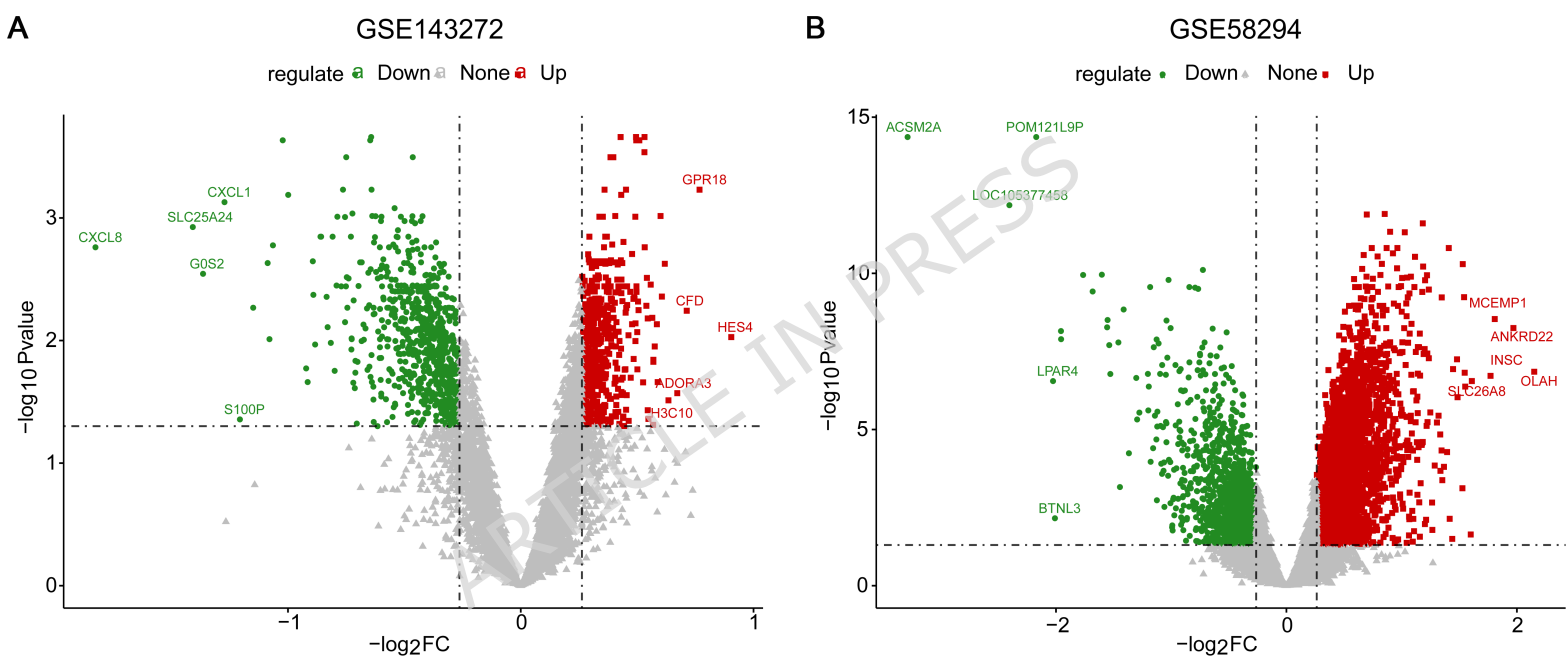 A
GSE143272
regulate a Down a None a Up
−log10 Pvalue
3
2
1
0
CXCL1
SLC25A24
CXCL8
G0S2
S100P
GPR18
CFD
HES4
ADORA3
H3C10
−1
0
1
−log2FC
B
GSE58294
regulate Down None Up
−log10 Pvalue
15
10
5
0
ACSM2A
POM121L9P
LOC105377458
LPAR4
BTNL3
MCEMP1
ANKRD22
INSC
OLAH
SLC26A8
−2
0
2
−log2FC
ARTICLE IN PRESS